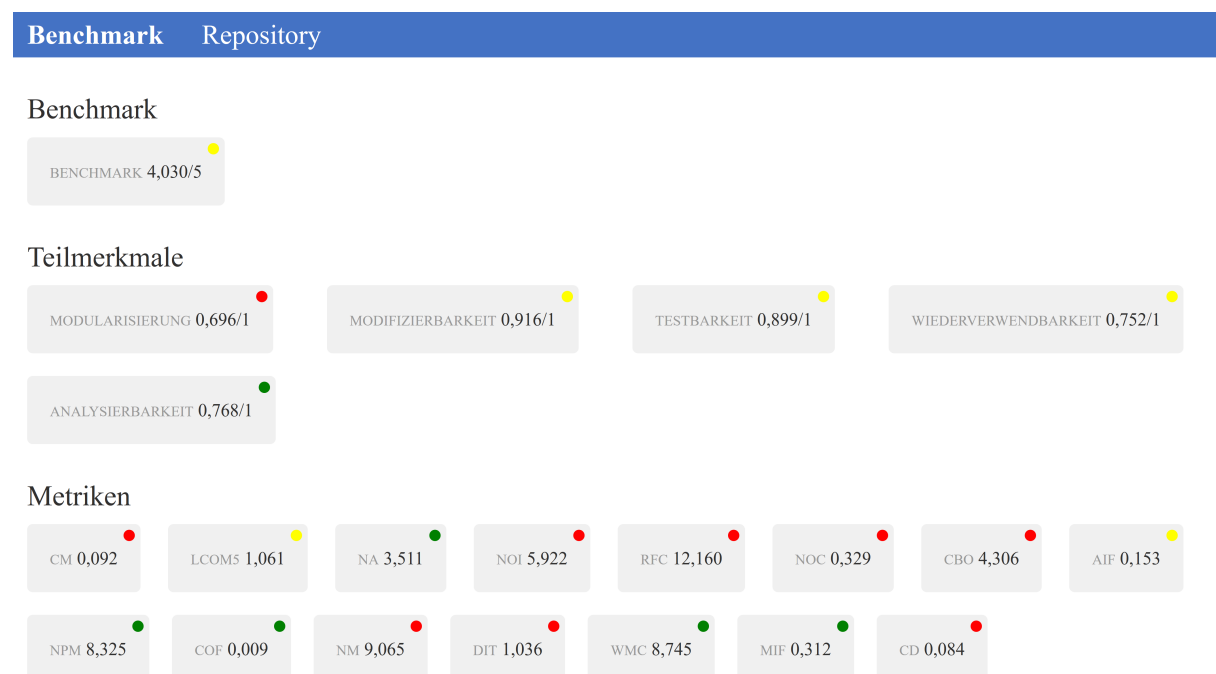 Benchmark Repository
Benchmark
BENCHMARK 4,030/5
Teilmerkmale
MODULARISIERUNG 0,696/1 MODIFIZIERBARKEIT 0,916/1 TESTBARKEIT 0,899/1 WIEDERVERWENDBARKEIT 0,752/1
ANALYSIERBARKEIT 0,768/1
Metriken
CM 0,092 LCOM5 1,061 NA 3,511 NOI 5,922 RFC 12,160 NOC 0,329 CBO 4,306 AIF 0,153
NPM 8,325 COF 0,009 NM 9,065 DIT 1,036 WMC 8,745 MIF 0,312 CD 0,084